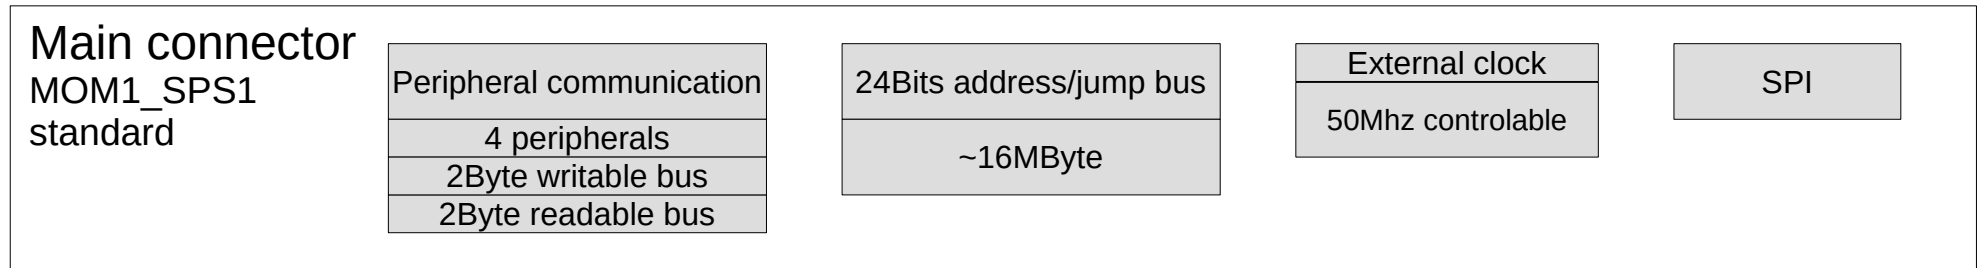 Main connector
MOM1_SPS1
standard
Peripheral communication
4 peripherals
2Byte writable bus
2Byte readable bus
24Bits address/jump bus
~16MByte
External clock
50Mhz controlable
SPI